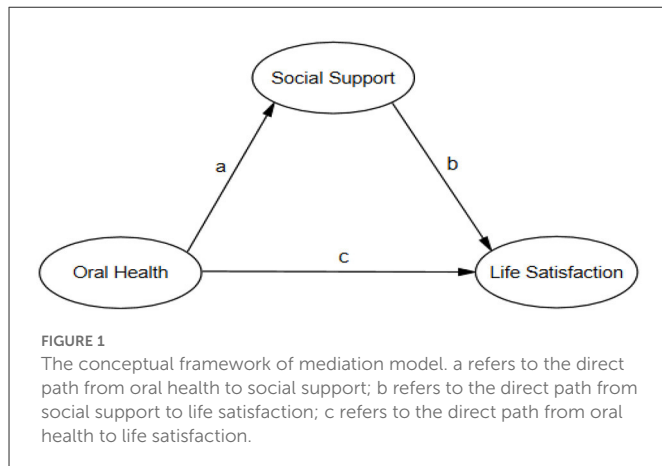 Social Support
a
b
Oral Health
c
Life Satisfaction
FIGURE 1
The conceptual framework of mediation model. a refers to the direct
path from oral health to social support; b refers to the direct path from
social support to life satisfaction; c refers to the direct path from oral
health to life satisfaction.